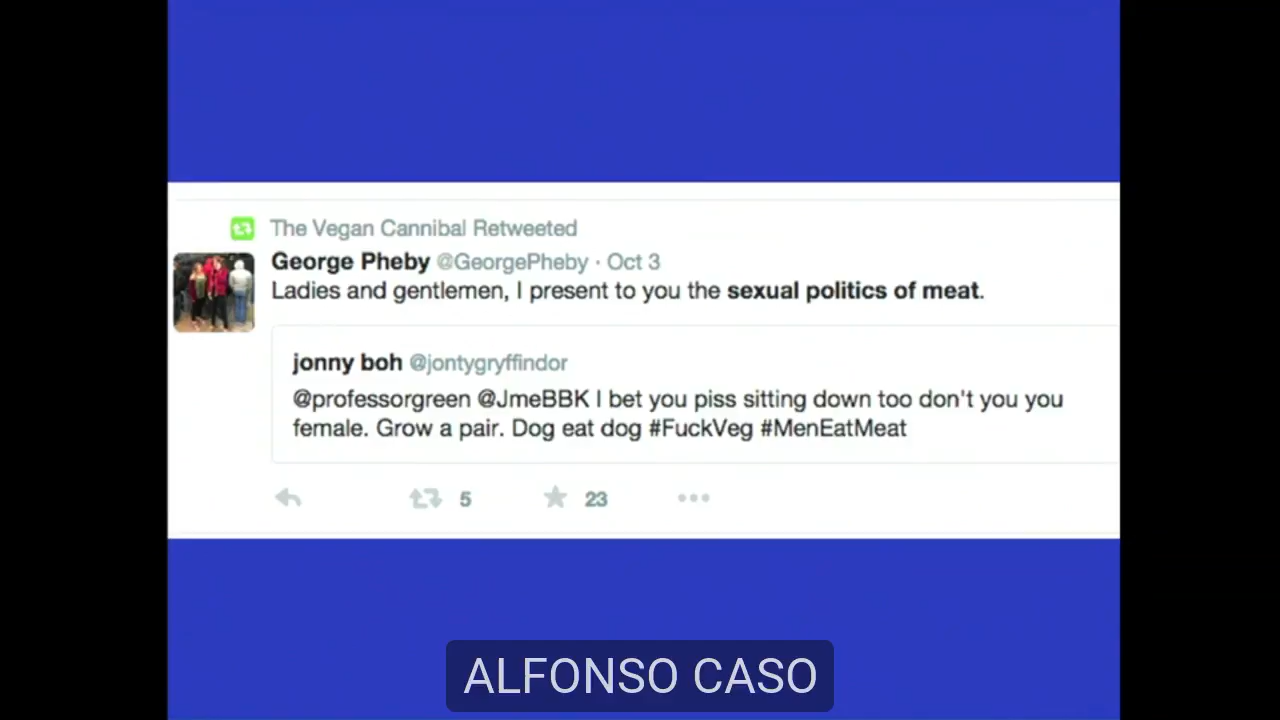 The Vegan Cannibal Retweeted
George Pheby @GeorgePheby · Oct 3
Ladies and gentlemen, I present to you the sexual politics of meat.
jonny boh @jontygryffindor
@professorgreen @JmeBBK I bet you piss sitting down too don't you you
female. Grow a pair. Dog eat dog #FuckVeg #MenEatMeat
5 23
ALFONSO CASO